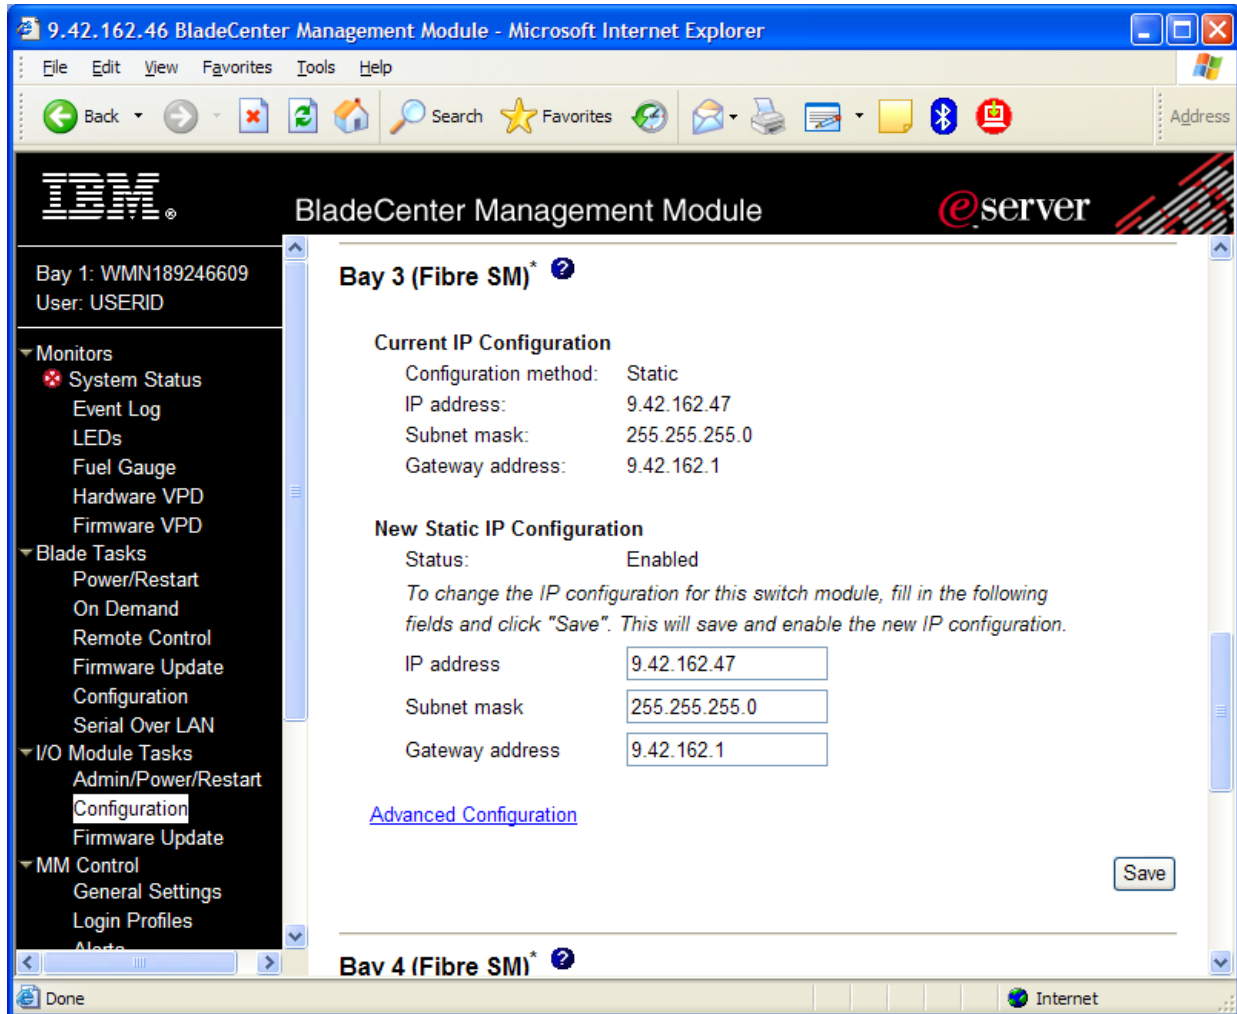 9.42.162.46 BladeCenter Management Module - Microsoft Internet Explorer
File Edit View Favorites Tools Help
Back Search Favorites Address
IBM® BladeCenter Management Module eserver
Bay 1: WMN189246609
User: USERID
Monitors
System Status
Event Log
LEDs
Fuel Gauge
Hardware VPD
Firmware VPD
Blade Tasks
Power/Restart
On Demand
Remote Control
Firmware Update
Configuration
Serial Over LAN
I/O Module Tasks
Admin/Power/Restart
Configuration
Firmware Update
MM Control
General Settings
Login Profiles
Alerts
Bay 3 (Fibre SM)* ?
Current IP Configuration
Configuration method: Static
IP address: 9.42.162.47
Subnet mask: 255.255.255.0
Gateway address: 9.42.162.1
New Static IP Configuration
Status: Enabled
To change the IP configuration for this switch module, fill in the following
fields and click "Save". This will save and enable the new IP configuration.
IP address 9.42.162.47
Subnet mask 255.255.255.0
Gateway address 9.42.162.1
Advanced Configuration
Save
Bay 4 (Fibre SM)* ?
Done Internet